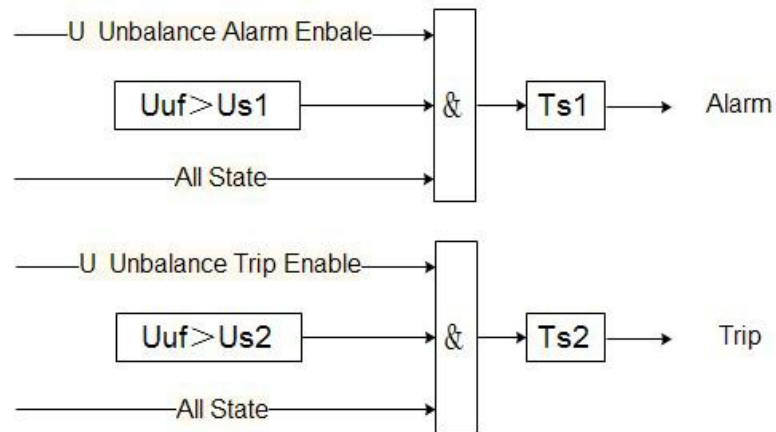 U Unbalance Alarm Enbale
Uuf>Us1
&
Ts1
Alarm
All State
U Unbalance Trip Enable
Uuf>Us2
&
Ts2
Trip
All State